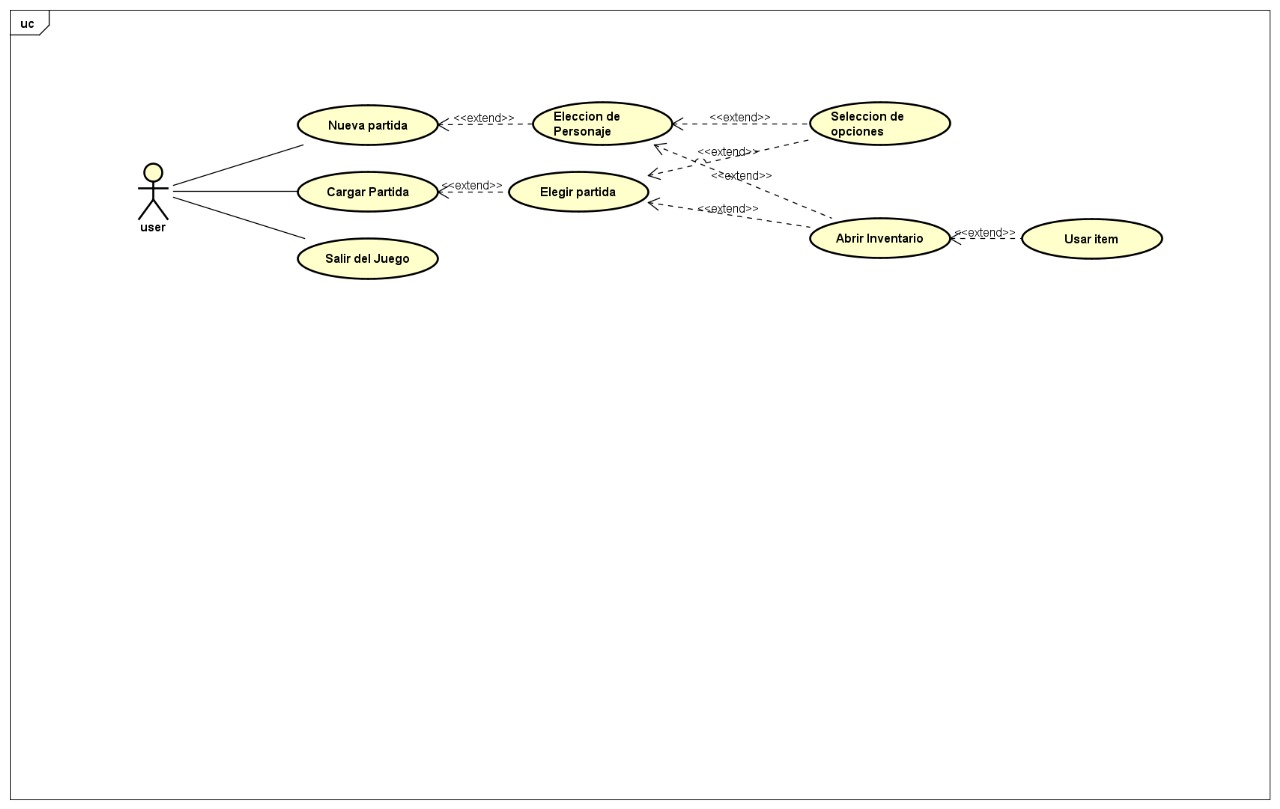 uc
Nueva partida
<<extend>>
Eleccion de
Personaje
<<extend>>
Seleccion de
opciones
<<extend>>
<<extend>>
user
Cargar Partida
<<extend>>
Elegir partida
<<extend>>
Salir del Juego
Abrir Inventario
<<extend>>
Usar item